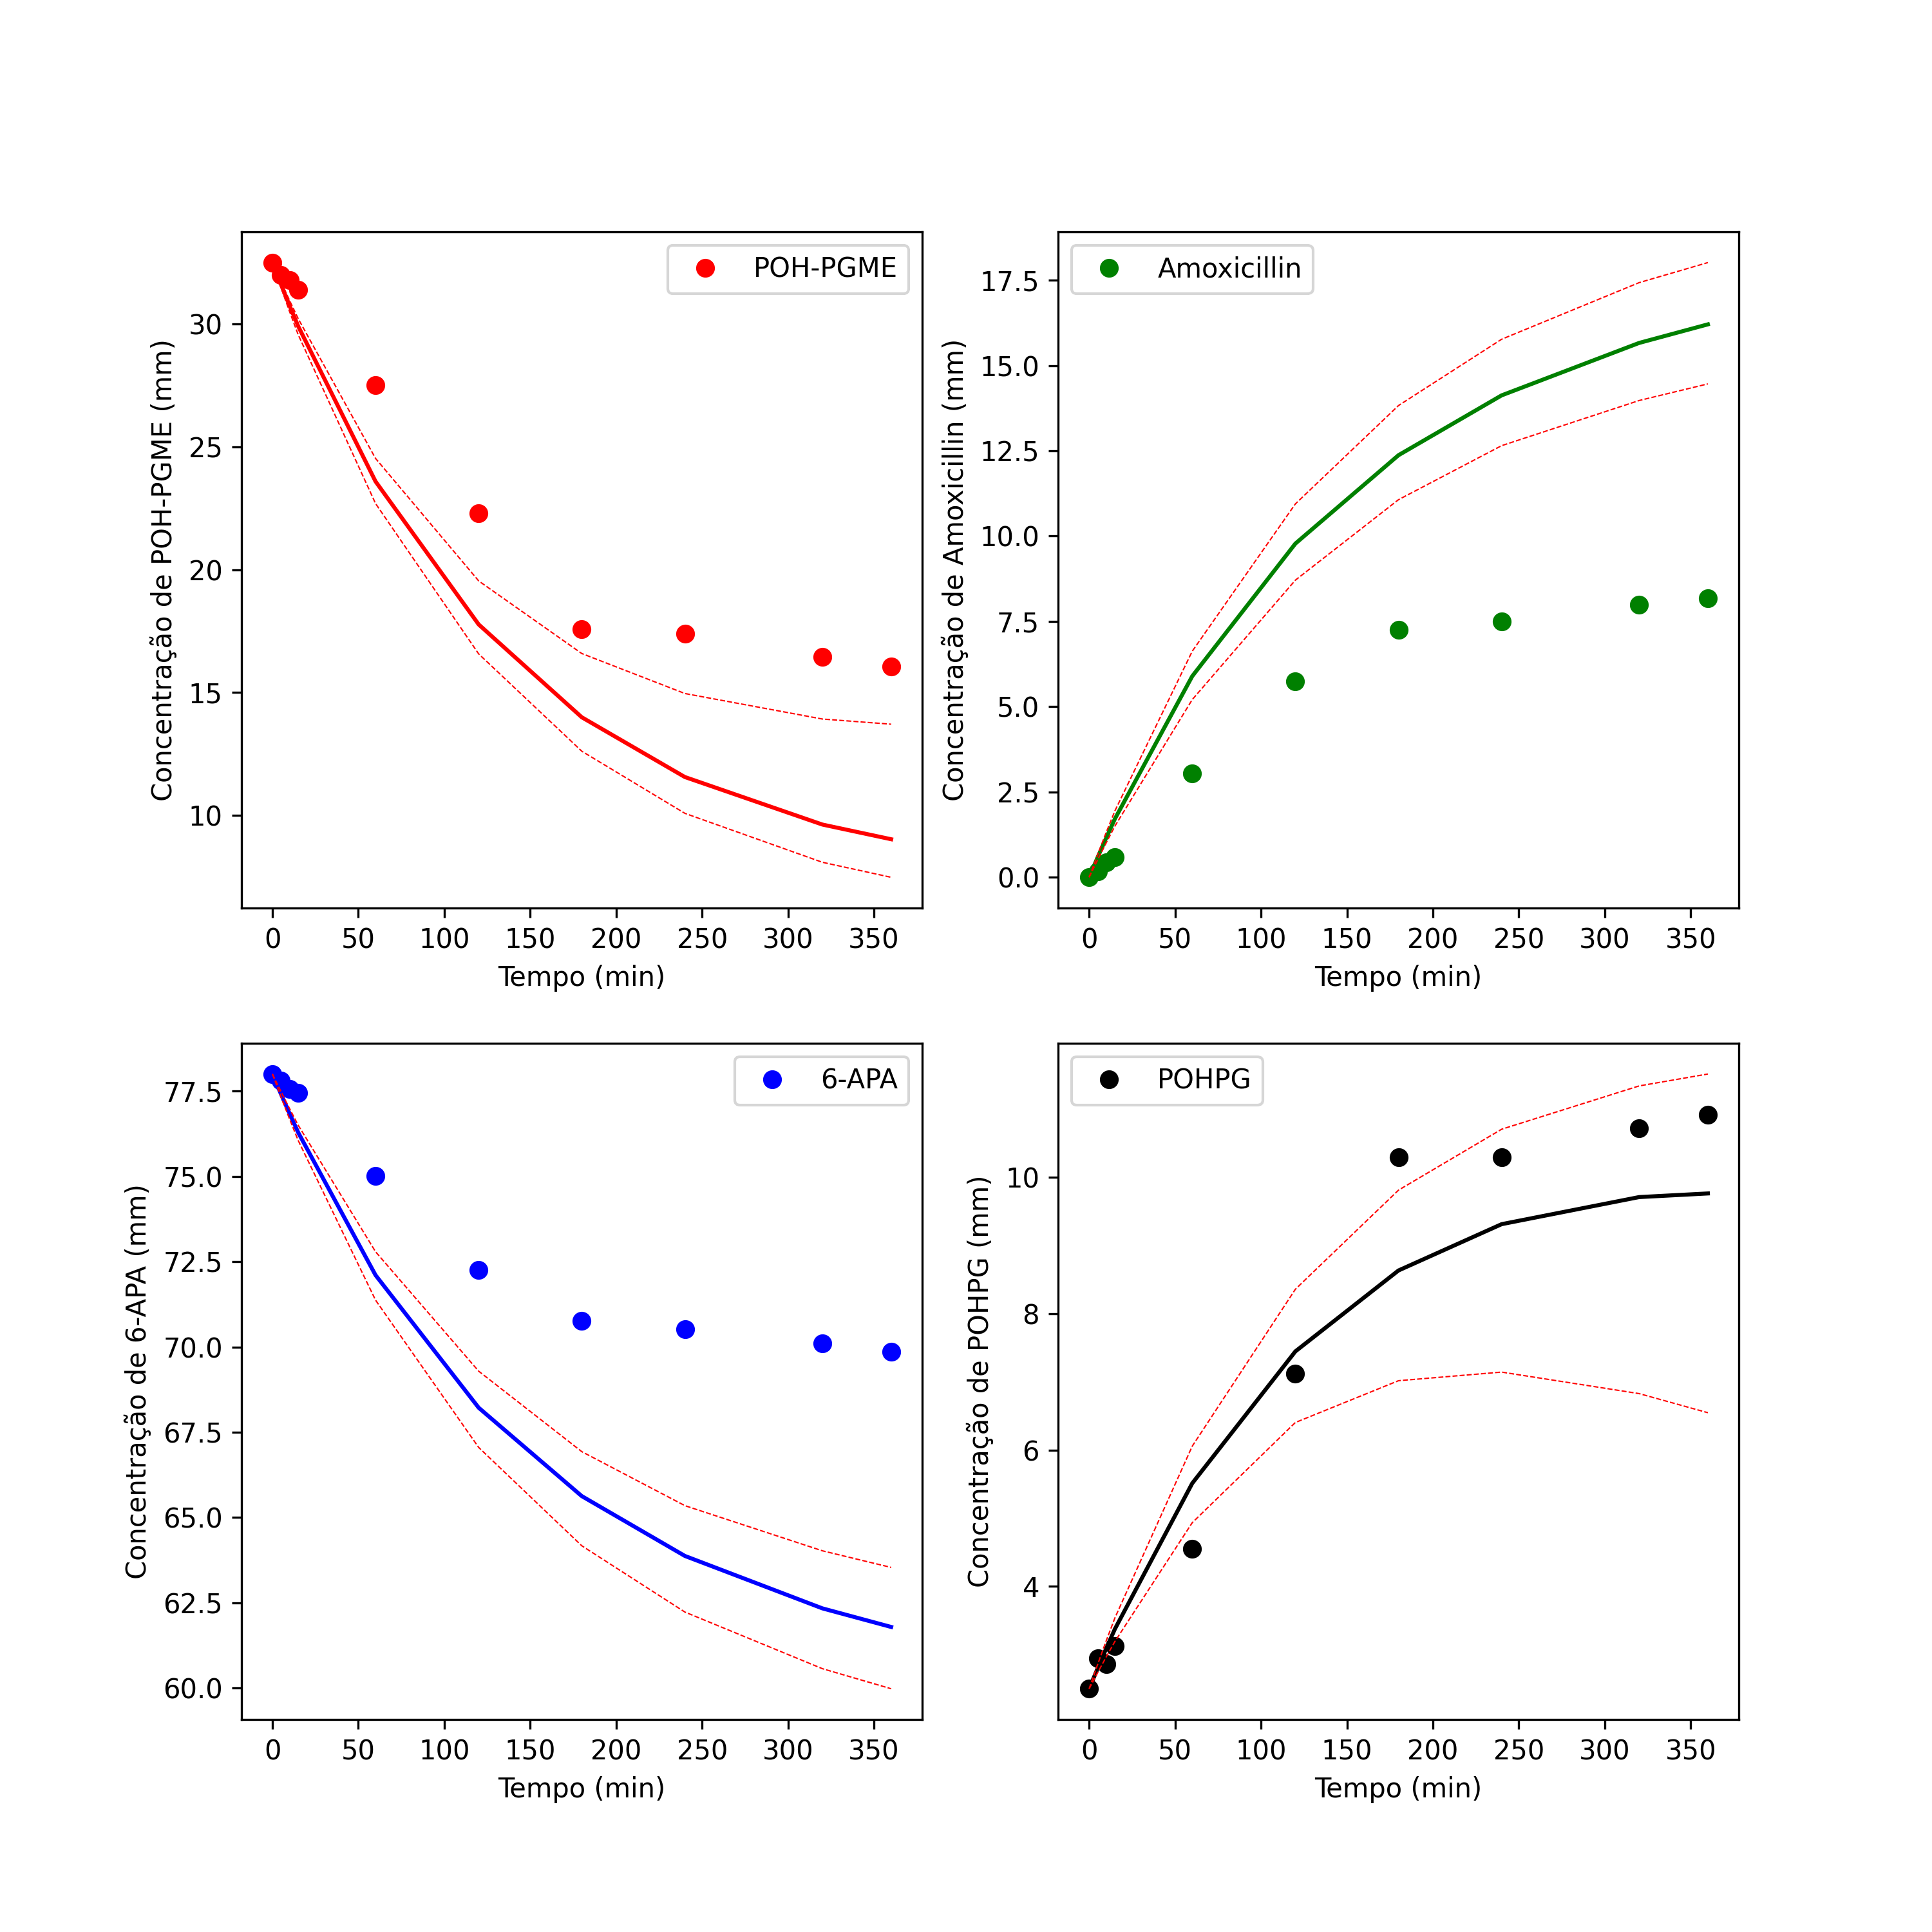 POH-PGME
Concentração de POH-PGME (mm)
30
25
20
15
10
0 50 100 150 200 250 300 350
Tempo (min)
Amoxicillin
Concentração de Amoxicillin (mm)
17.5
15.0
12.5
10.0
7.5
5.0
2.5
0.0
0 50 100 150 200 250 300 350
Tempo (min)
6-APA
Concentração de 6-APA (mm)
77.5
75.0
72.5
70.0
67.5
65.0
62.5
60.0
0 50 100 150 200 250 300 350
Tempo (min)
POHPG
Concentração de POHPG (mm)
10
8
6
4
0 50 100 150 200 250 300 350
Tempo (min)